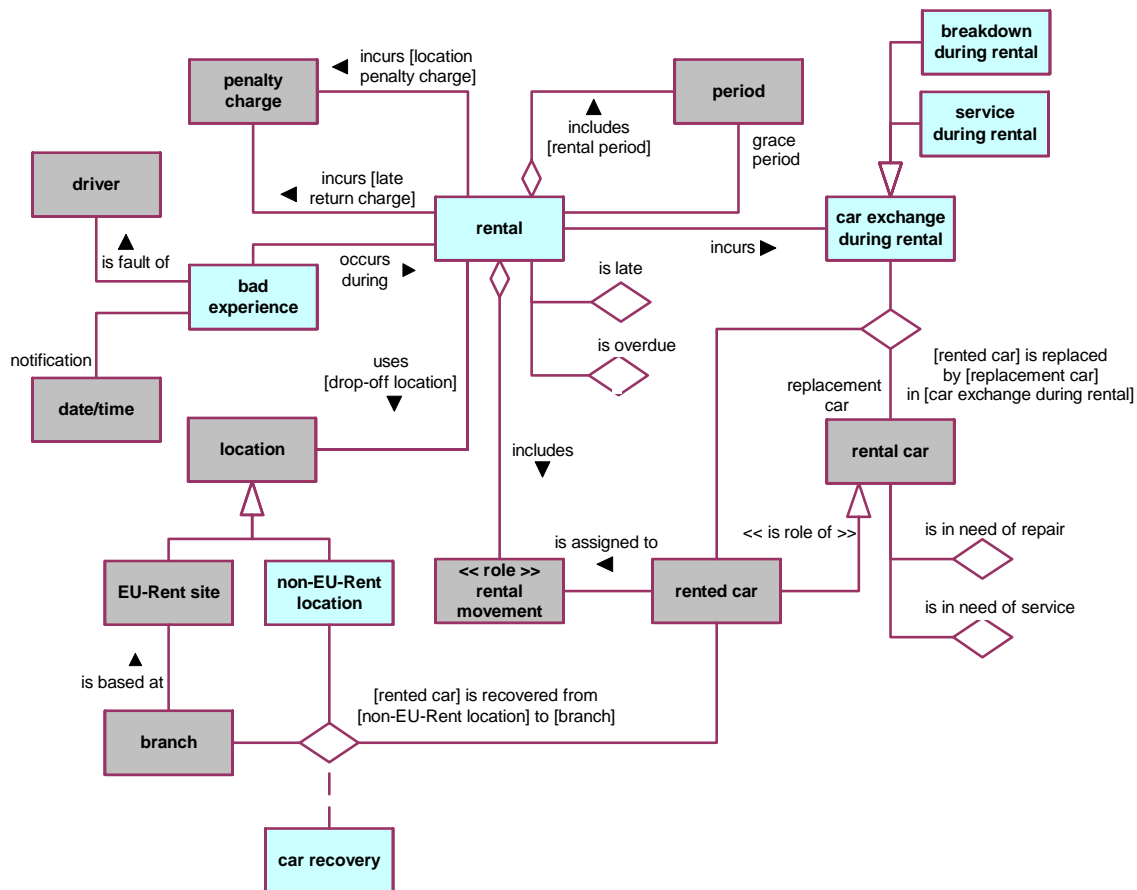 breakdown
during rental
incurs [location
penalty charge]
penalty
charge
period
service
during rental
includes
[rental period]
grace
period
driver
incurs [late
return charge]
rental
car exchange
during rental
is fault of
occurs
during
incurs
bad
experience
is late
notification
is overdue
uses
[drop-off location]
[rented car] is replaced
by [replacement car]
in [car exchange during rental]
replacement
car
date/time
location
includes
rental car
<< is role of >>
is in need of repair
is assigned to
EU-Rent site
non-EU-Rent
location
<< role >>
rental
movement
rented car
is in need of service
is based at
[rented car] is recovered from
[non-EU-Rent location] to [branch]
branch
car recovery